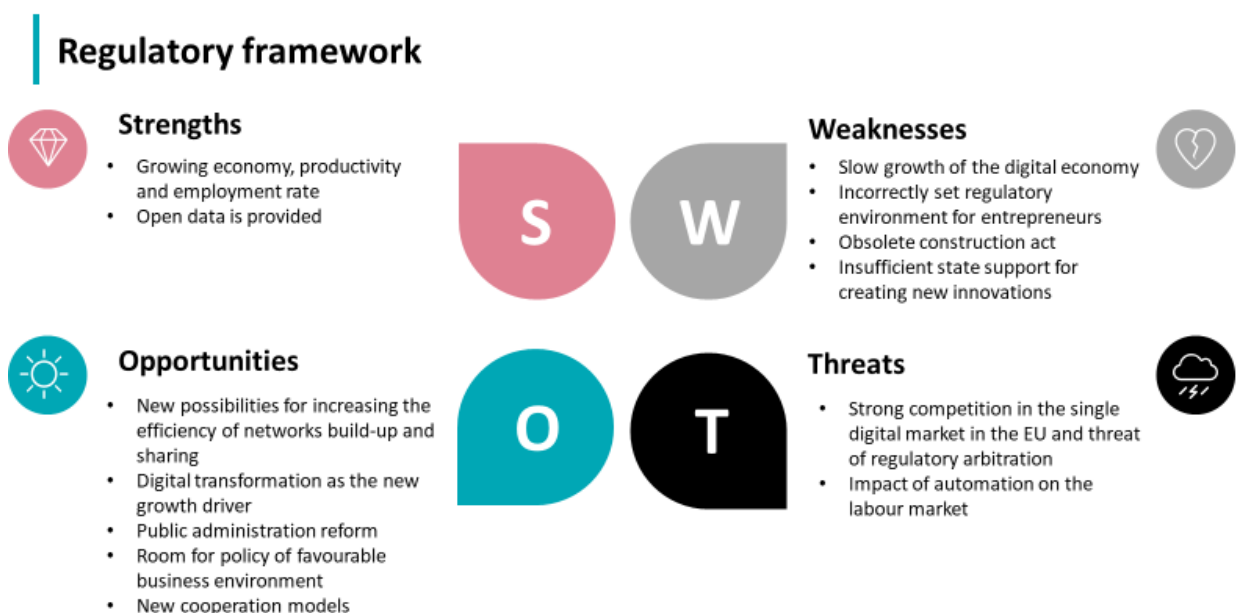 Regulatory framework
Strengths
• Growing economy, productivity
and employment rate
• Open data is provided
S
W
Weaknesses
• Slow growth of the digital economy
• Incorrectly set regulatory
environment for entrepreneurs
• Obsolete construction act
• Insufficient state support for
creating new innovations
Opportunities
• New possibilities for increasing the
efficiency of networks build-up and
sharing
• Digital transformation as the new
growth driver
• Public administration reform
• Room for policy of favourable
business environment
• New cooperation models
O
T
Threats
• Strong competition in the single
digital market in the EU and threat
of regulatory arbitration
• Impact of automation on the
labour market